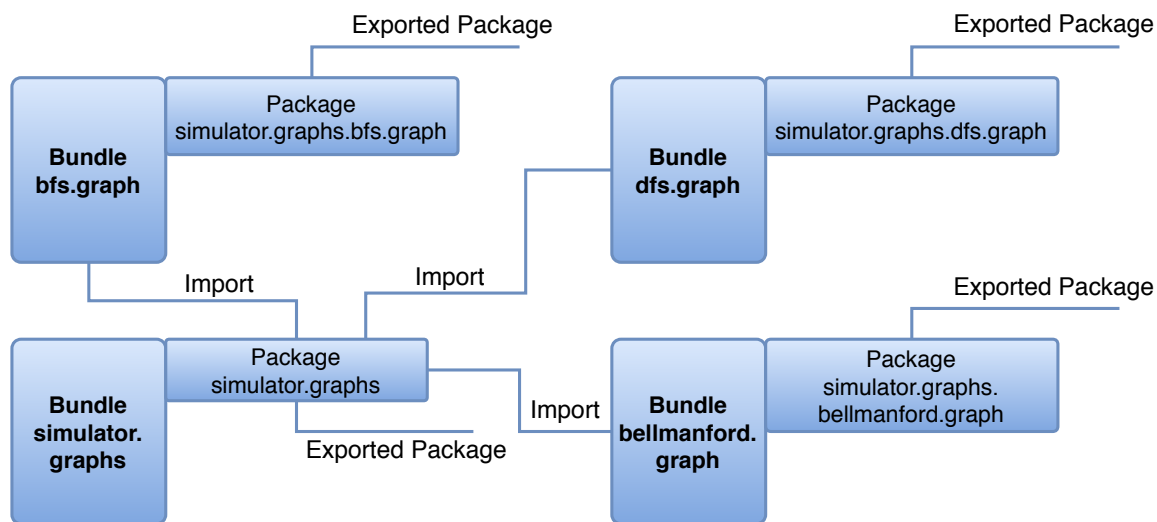 Exported Package
Package
simulator.graphs.bfs.graph
Bundle
bfs.graph
Exported Package
Package
simulator.graphs.dfs.graph
Bundle
dfs.graph
Import
Import
Package
simulator.graphs
Bundle
simulator.
graphs
Exported Package
Import
Exported Package
Package
simulator.graphs.
bellmanford.graph
Bundle
bellmanford.
graph